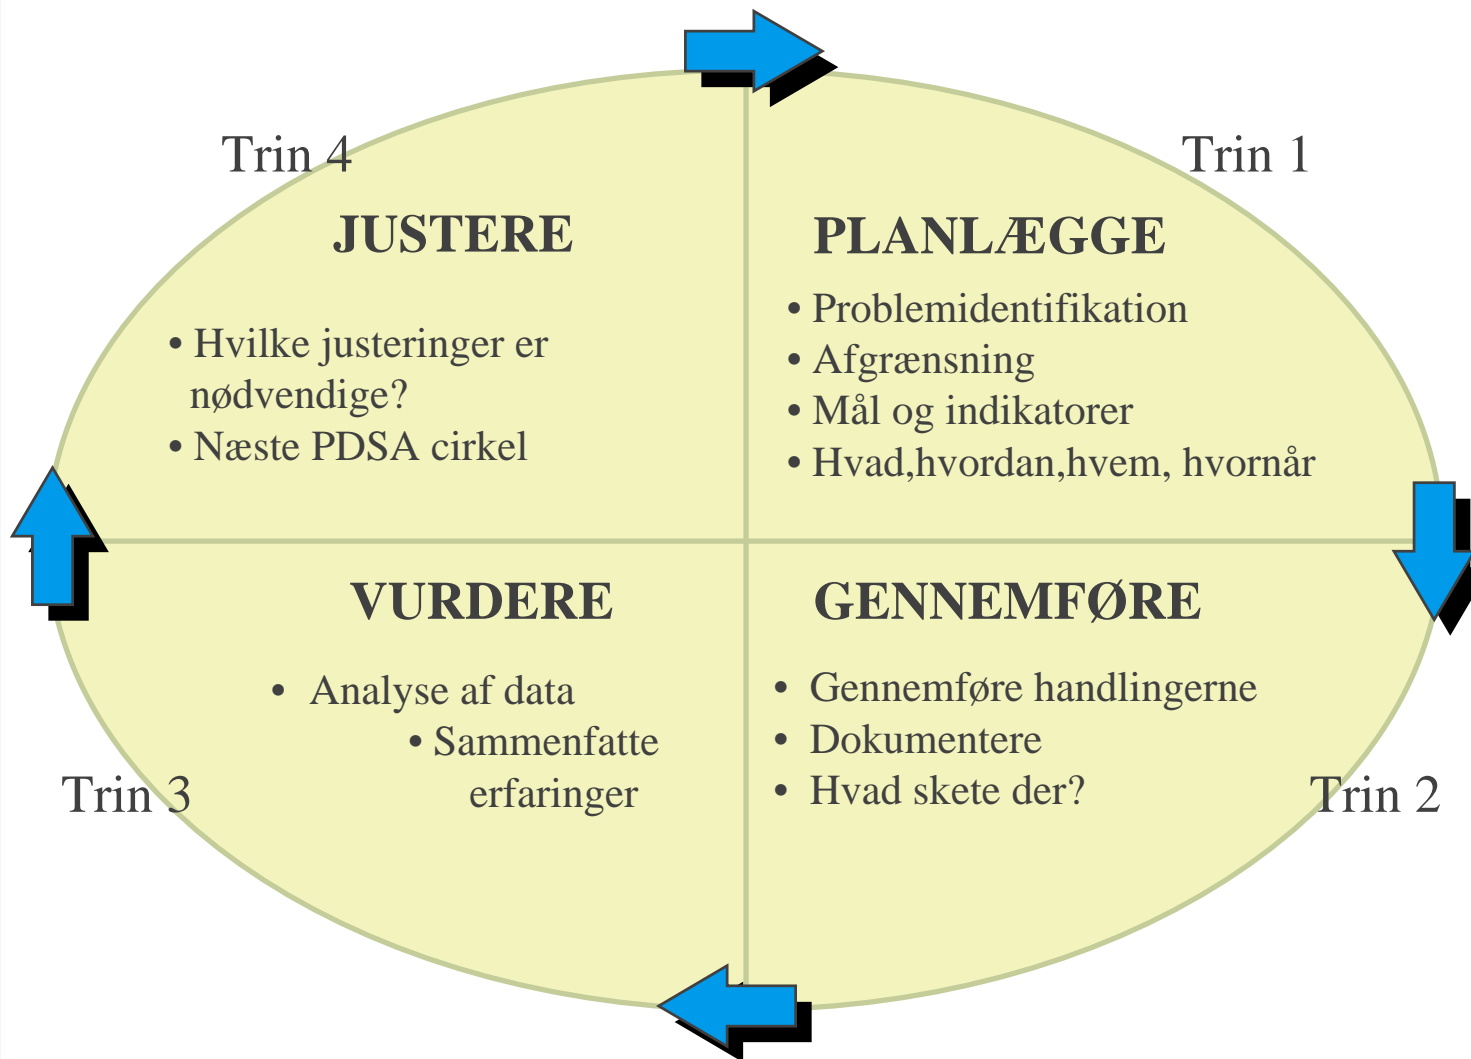 Trin 1
PLANLÆGGE
• Problemidentifikation
• Afgrænsning
• Mål og indikatorer
• Hvad,hvordan,hvem, hvornår
Trin 2
GENNEMFØRE
• Gennemføre handlingerne
• Dokumentere
• Hvad skete der?
Trin 3
VURDERE
• Analyse af data
• Sammenfatte
erfaringer
Trin 4
JUSTERE
• Hvilke justeringer er
nødvendige?
• Næste PDSA cirkel